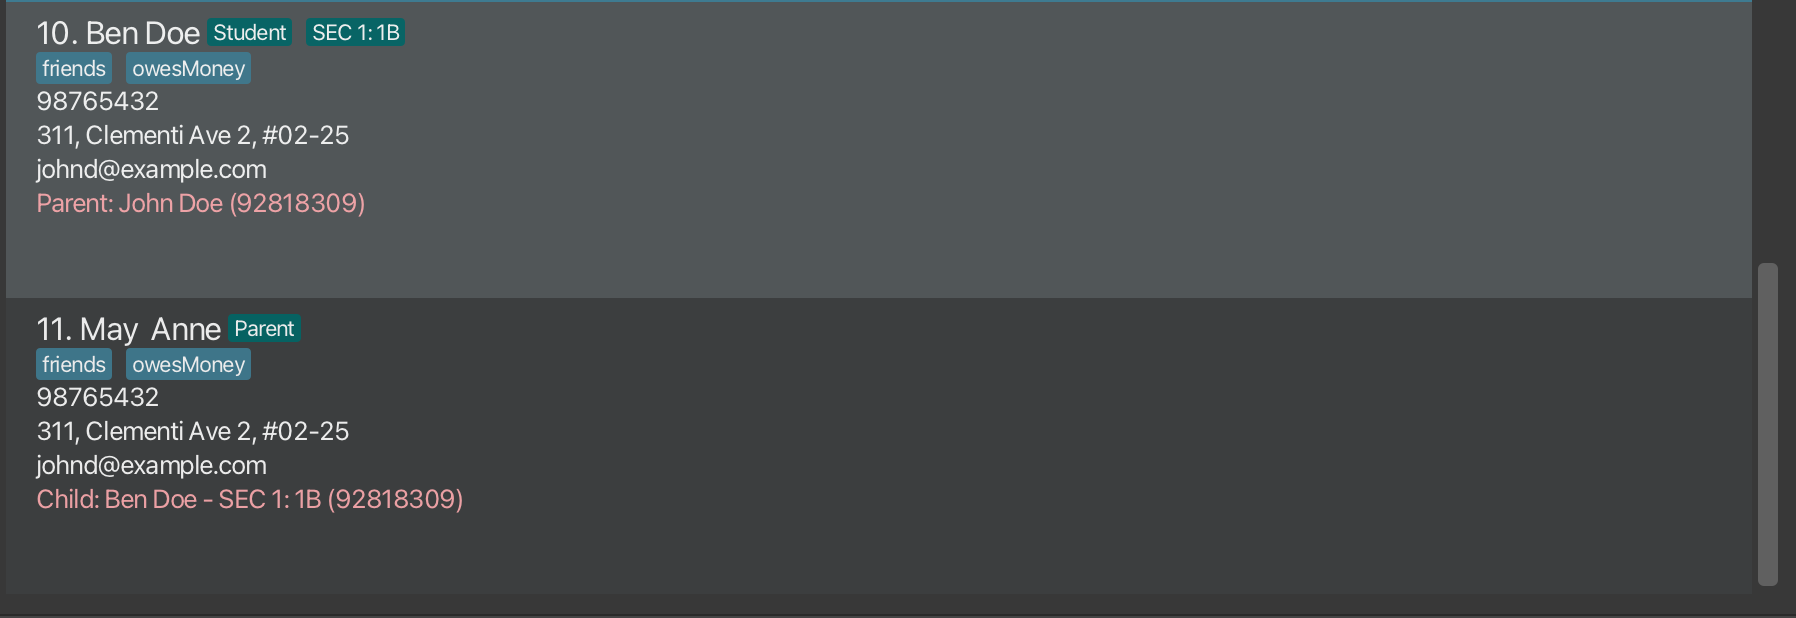 10. Ben Doe Student SEC 1: 1B
friends owesMoney
98765432
311, Clementi Ave 2, #02-25
johnd@example.com
Parent: John Doe (92818309)
11. May  Anne Parent
friends owesMoney
98765432
311, Clementi Ave 2, #02-25
johnd@example.com
Child: Ben Doe - SEC 1: 1B (92818309)